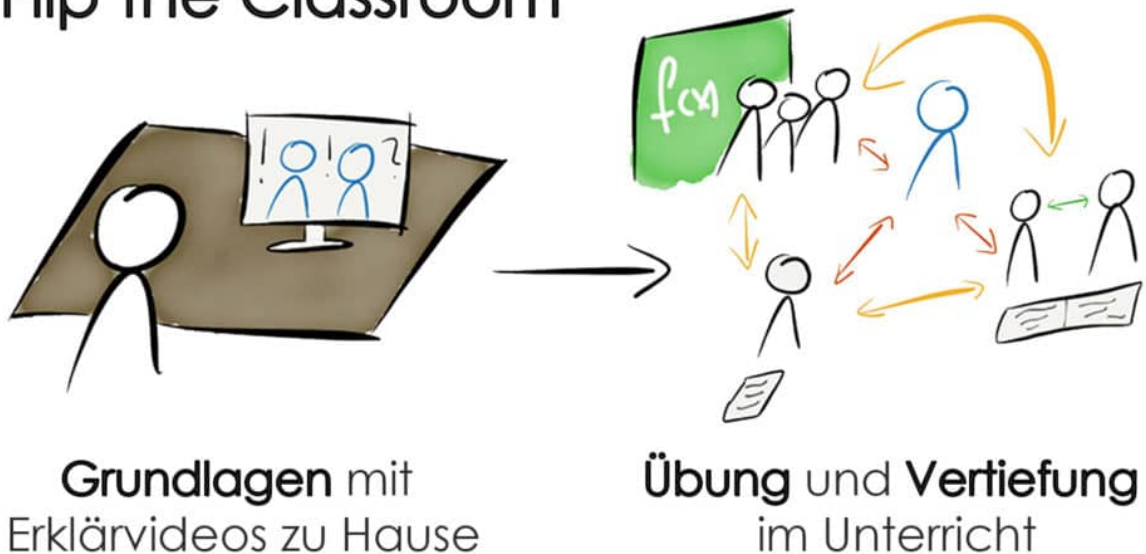 Flip the Classroom
! ! ?
f(x)
Grundlagen mit
Erklärvideos zu Hause
Übung und Vertiefung
im Unterricht